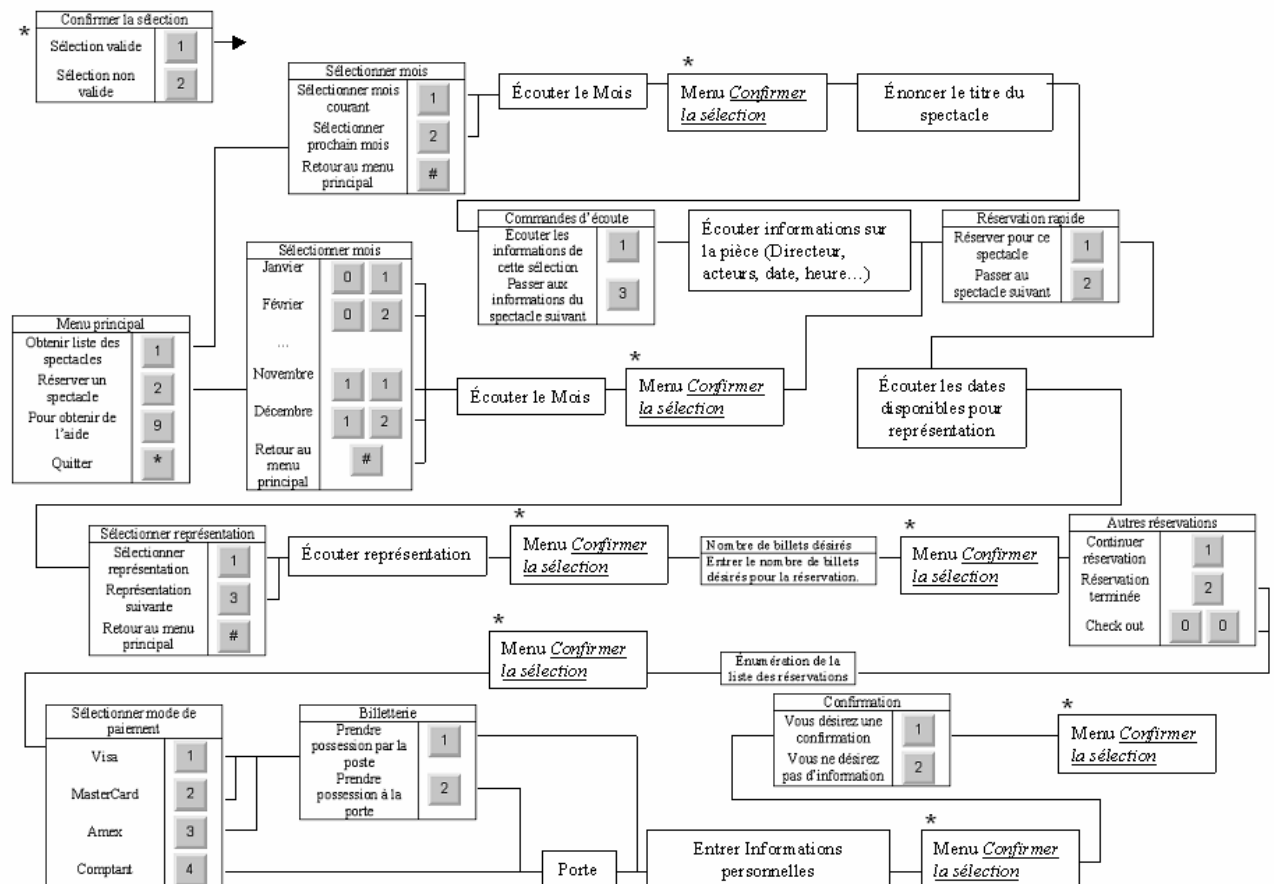 Confirmer la sélection
*
Sélection valide
1
Sélection non
valide
2
Sélectionner mois
Sélectionner mois
courant
1
Sélectionner
prochain mois
2
Retour au menu
principal
#
Écouter le Mois
*
Menu Confirmer
la sélection
Énoncer le titre du
spectacle
Commandes d'écoute
Ecouter les
informations de
cette sélection
1
Passer aux
informations du
spectacle suivant
3
Écouter informations sur
la pièce (Directeur,
acteurs, date, heure...)
Réservation rapide
Réserver pour ce
spectacle
1
Passer au
spectacle suivant
2
Menu principal
Obtenir liste des
spectacles
1
Réserver un
spectacle
2
Pour obtenir de
l'aide
9
Quitter
*
Sélectionner mois
Janvier
0 1
Février
0 2
...
Novembre
1 1
Décembre
1 2
Retour au
menu
principal
#
Écouter le Mois
*
Menu Confirmer
la sélection
Écouter les dates
disponibles pour
représentation
Sélectionner représentation
Sélectionner
représentation
1
Représentation
suivante
3
Retour au menu
principal
#
Écouter représentation
*
Menu Confirmer
la sélection
Nombre de billets désirés
Entrer le nombre de billets
désirés pour la réservation.
*
Menu Confirmer
la sélection
Autres réservations
Continuer
réservation
1
Réservation
terminée
2
Check out
0 0
Énumération de la
liste des réservations
*
Menu Confirmer
la sélection
Sélectionner mode de
paiement
Visa
1
MasterCard
2
Amex
3
Comptant
4
Billetterie
Prendre
possession par la
poste
1
Prendre
possession à la
porte
2
Porte
Entrer Informations
personnelles
*
Menu Confirmer
la sélection
Confirmation
Vous désirez une
confirmation
1
Vous ne désirez
pas d'information
2
*
Menu Confirmer
la sélection